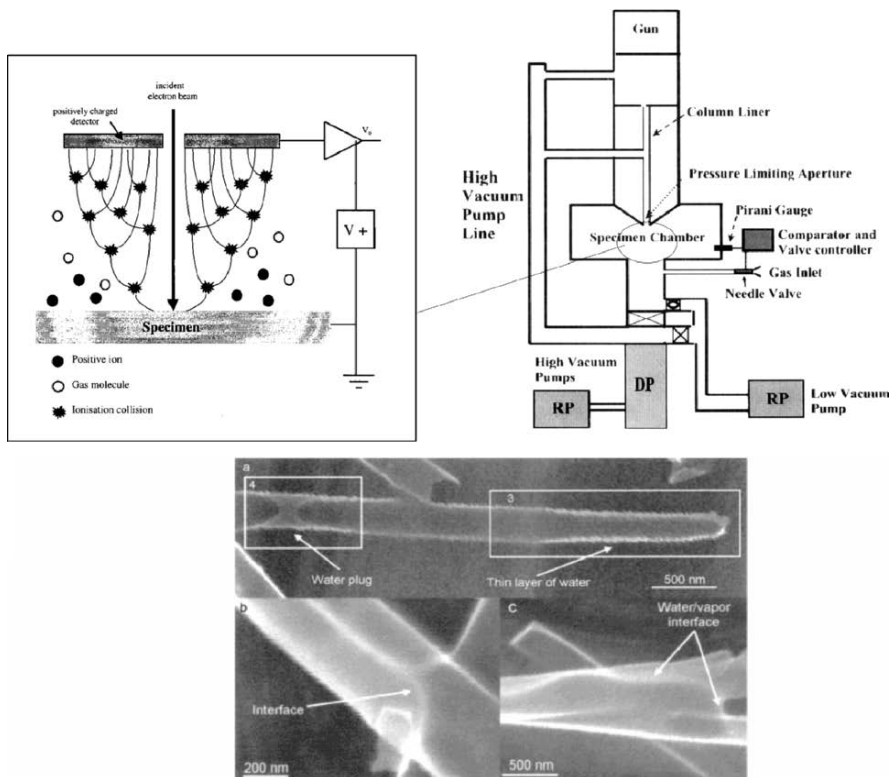 incident
electron beam
positively charged
detector
V₀
V +
Specimen
Positive ion
Gas molecule
Ionisation collision
Gun
Column Liner
Pressure Limiting Aperture
High
Vacuum
Pump
Line
Pirani Gauge
Specimen Chamber
Comparator and
Valve controller
Gas Inlet
Needle Valve
High Vacuum
Pumps
DP
RP
RP
Low Vacuum
Pump
a
4
3
Water plug
Thin layer of water
500 nm
b
Interface
200 nm
C
Water/vapor
interface
500 nm